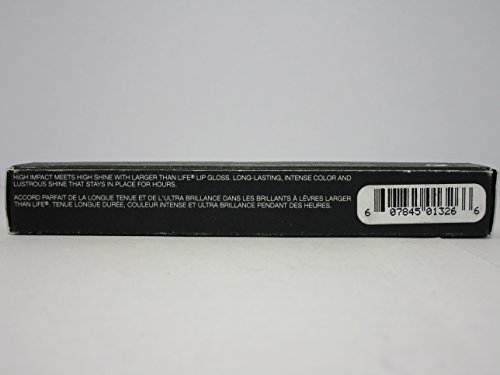 HIGH IMPACT MEETS HIGH SHINE WITH LARGER THAN LIFE® LIP GLOSS. LONG-LASTING, INTENSE COLOR AND
LUSTROUS SHINE THAT STAYS IN PLACE FOR HOURS.
ACCORD PARFAIT DE LA LONGUE TENUE ET DE L'ULTRA BRILLANCE DANS LES BRILLANTS À LÈVRES LARGER
THAN LIFE®. TENUE LONGUE DURÉE, COULEUR INTENSE ET ULTRA BRILLANCE PENDANT DES HEURES.
6 07845 01326 6